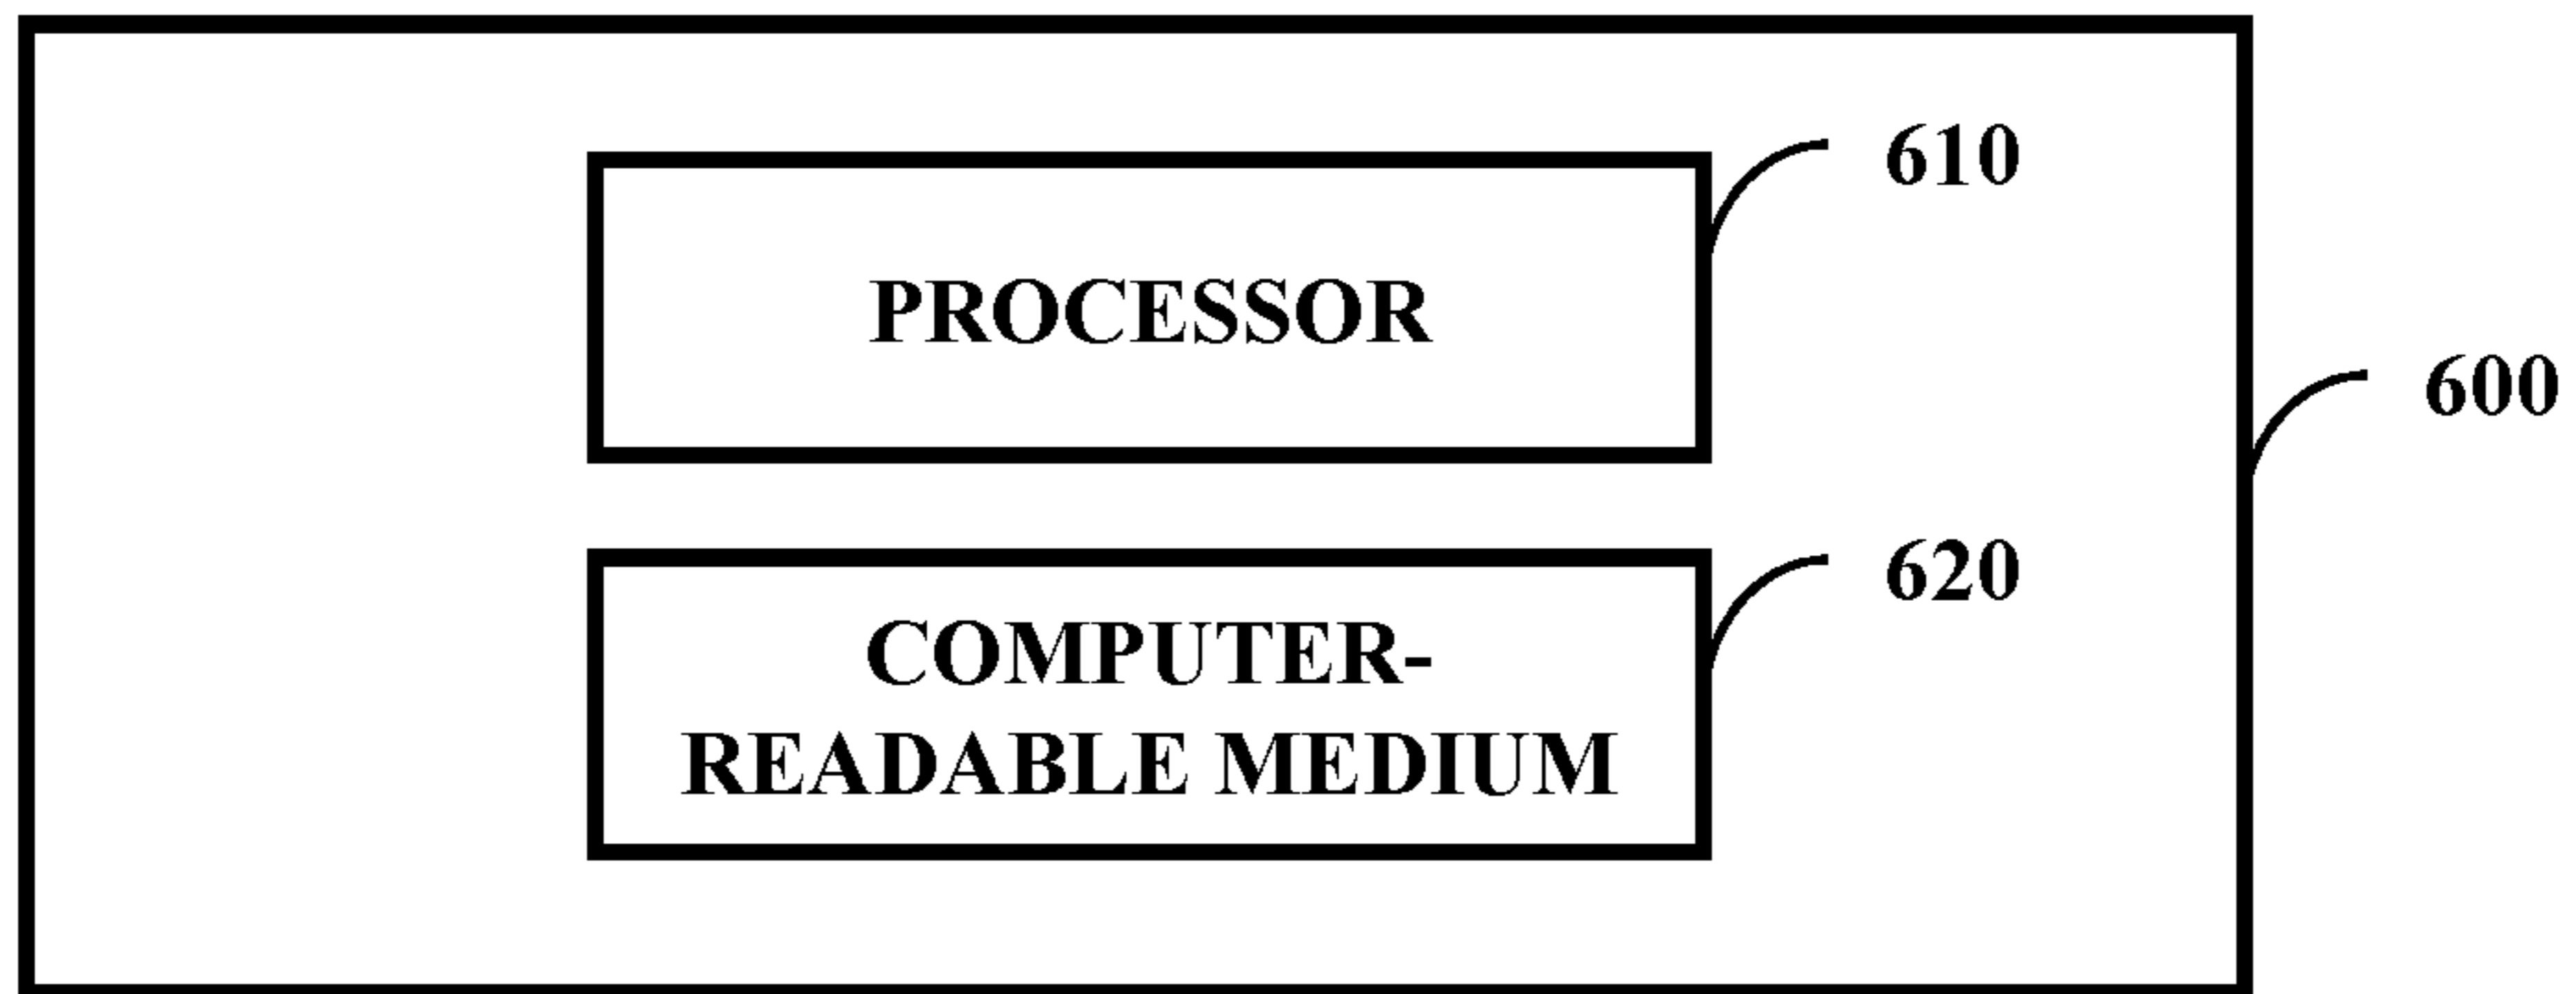 610
PROCESSOR
600
620
COMPUTER-
READABLE MEDIUM